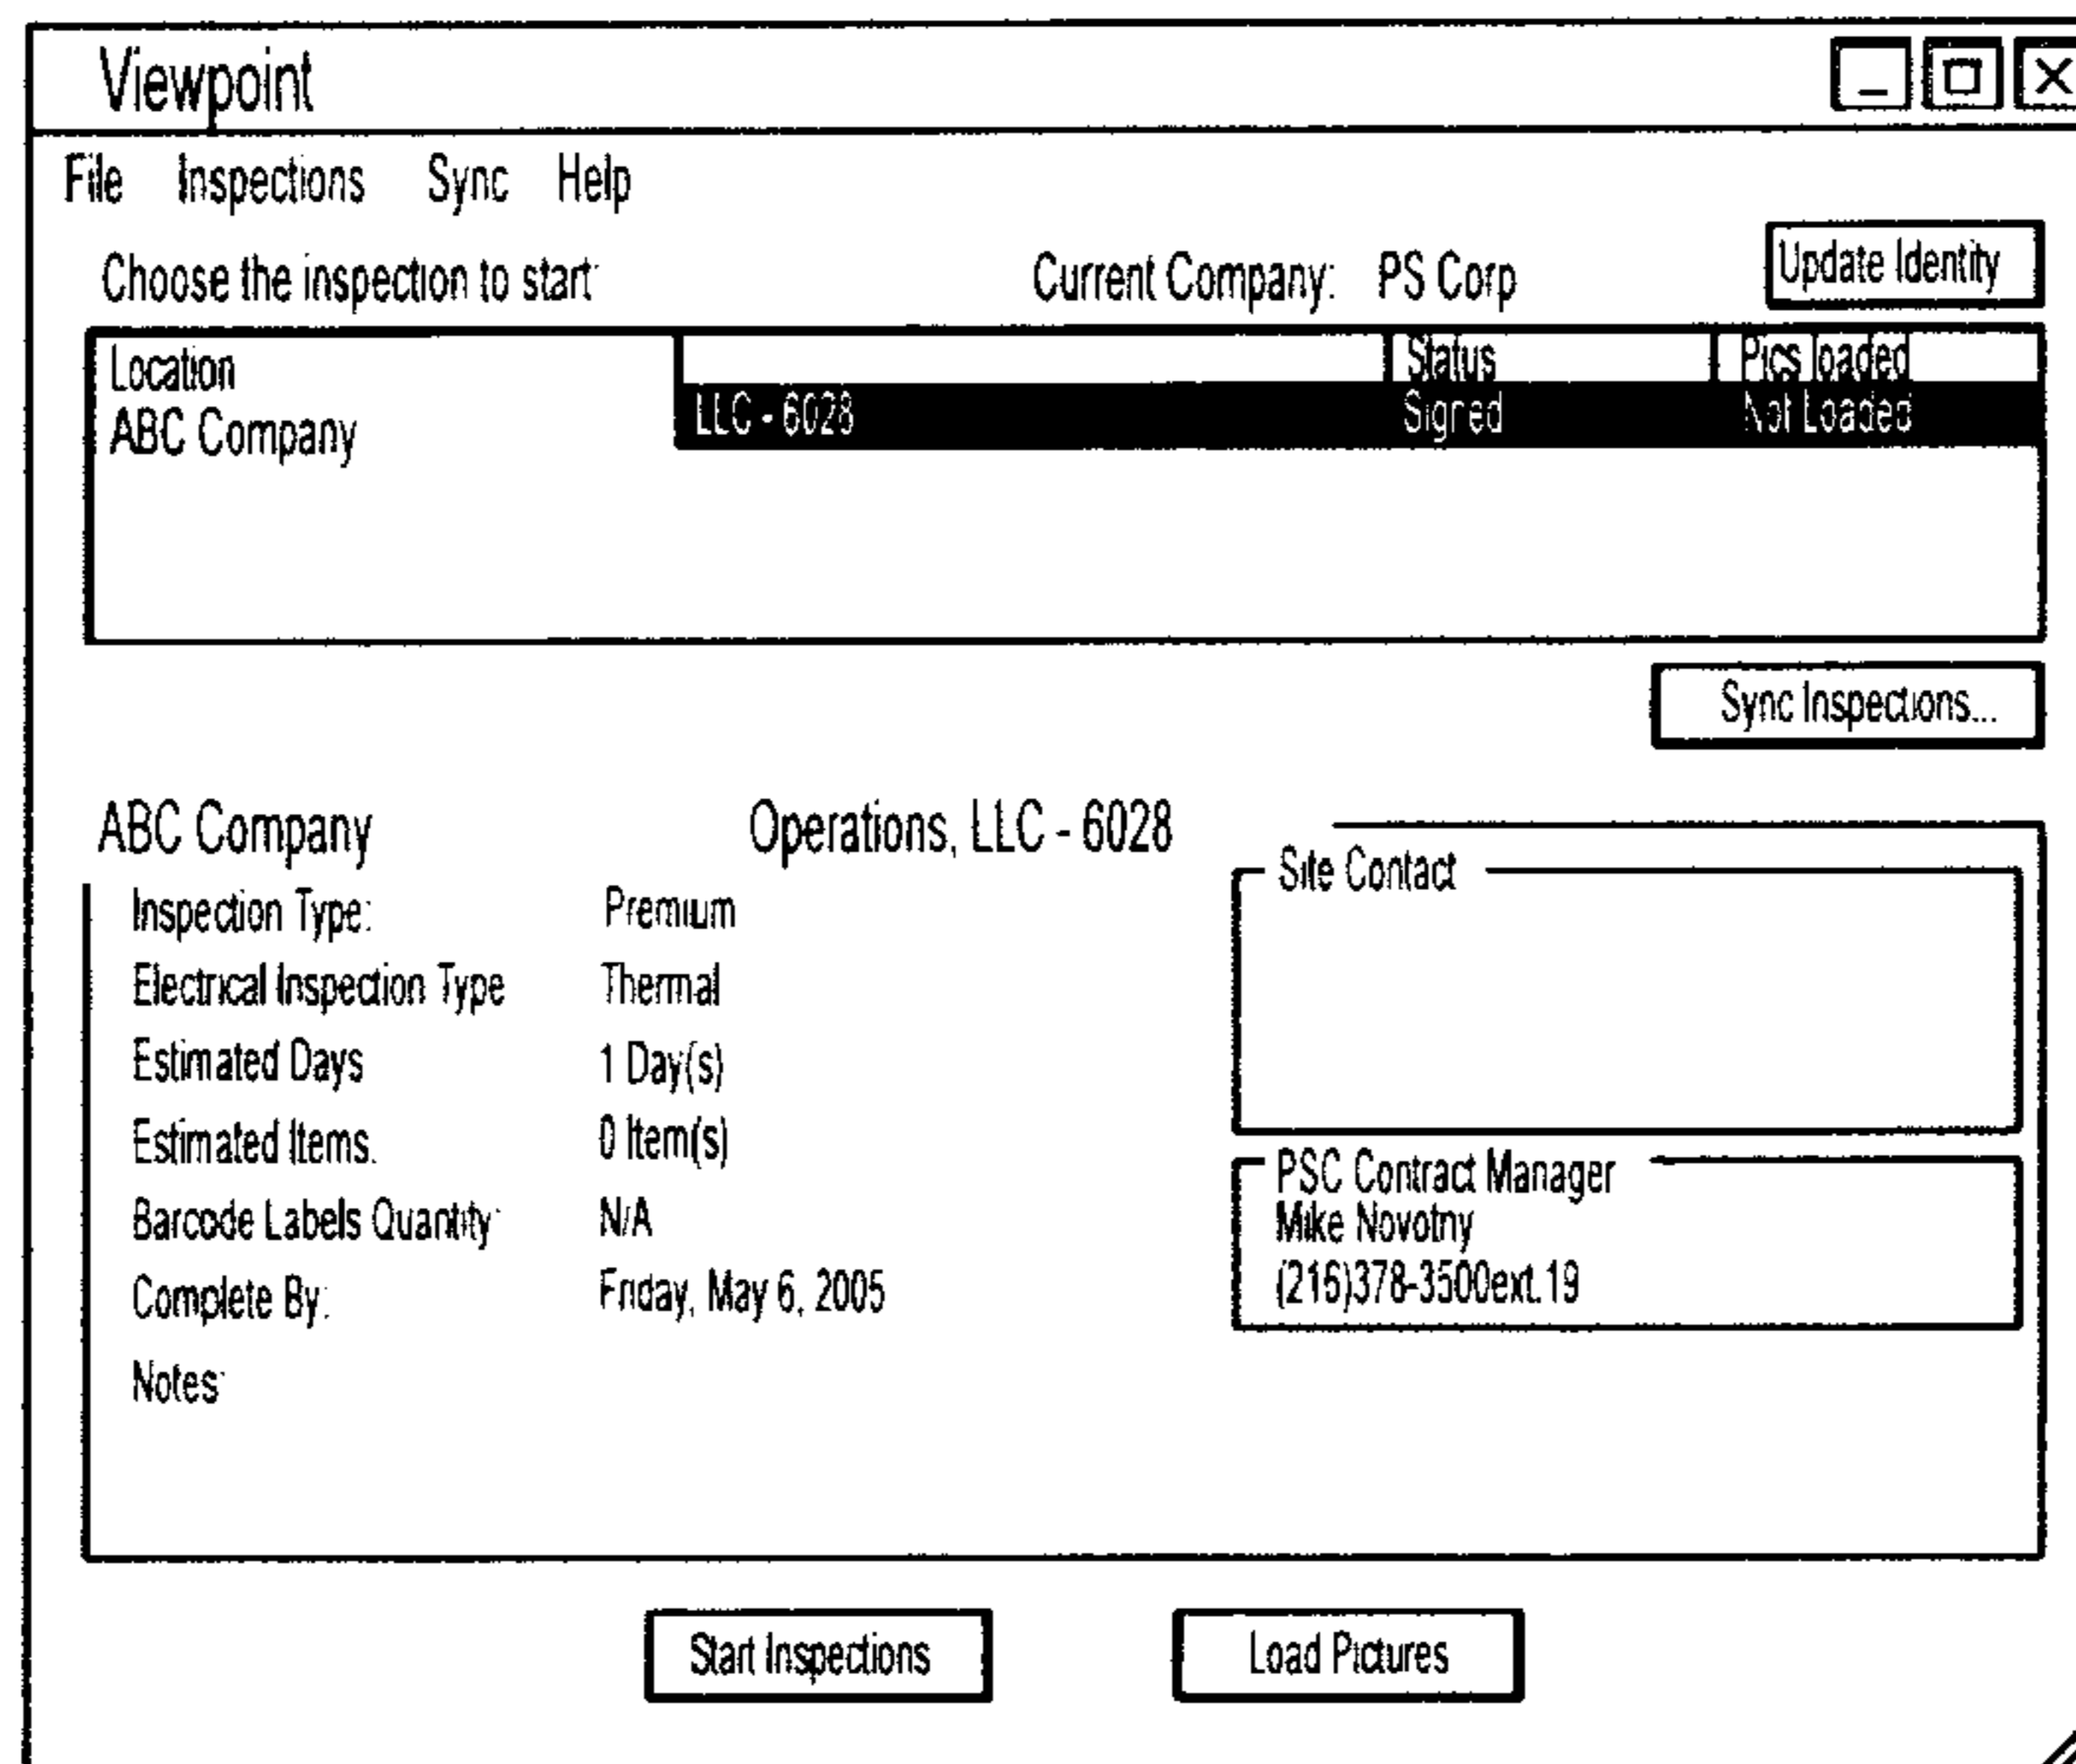 Viewpoint
File Inspections Sync Help
Choose the inspection to start: Current Company: PS Corp Update Identity
Location Status Pics loaded
ABC Company LLC - 6028 Signed Not Loaded
Sync Inspections...
ABC Company Operations, LLC - 6028
Site Contact
Inspection Type: Premium
Electrical Inspection Type Thermal
Estimated Days 1 Day(s)
Estimated Items. 0 Item(s)
PSC Contract Manager
Barcode Labels Quantity: N/A Mike Novotny
Complete By: Friday, May 6, 2005 (216)378-3500ext.19
Notes:
Start Inspections Load Pictures